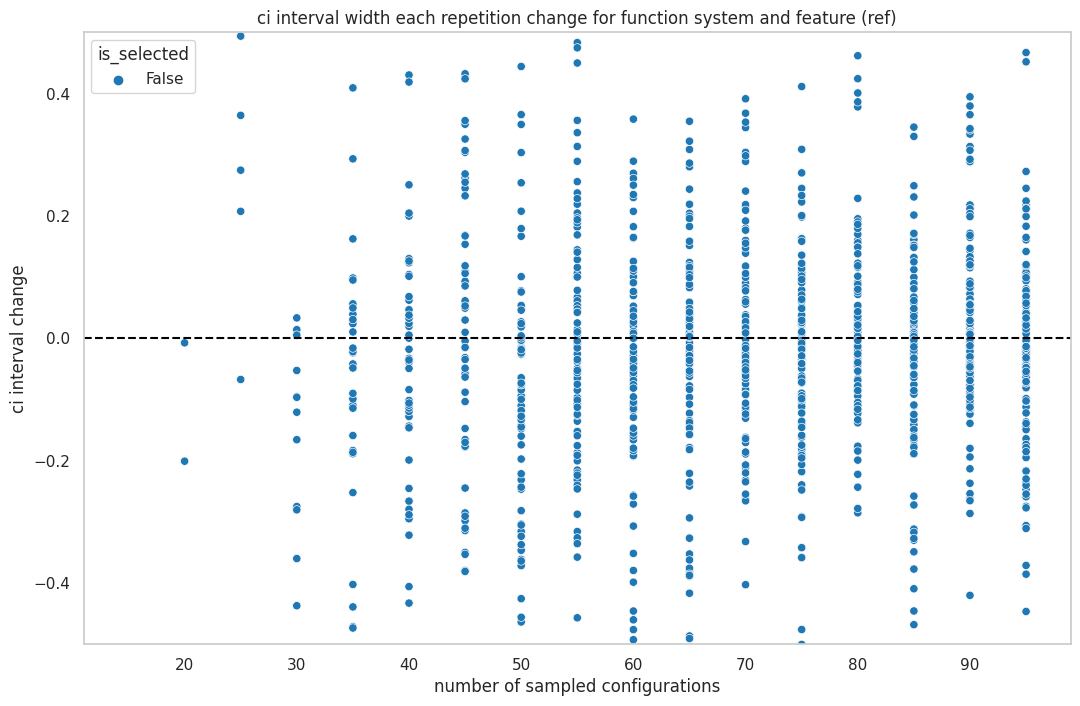 ci interval width each repetition change for function system and feature (ref)
is_selected
False
0.4
0.2
0.0
−0.2
−0.4
ci interval change
20 30 40 50 60 70 80 90
number of sampled configurations